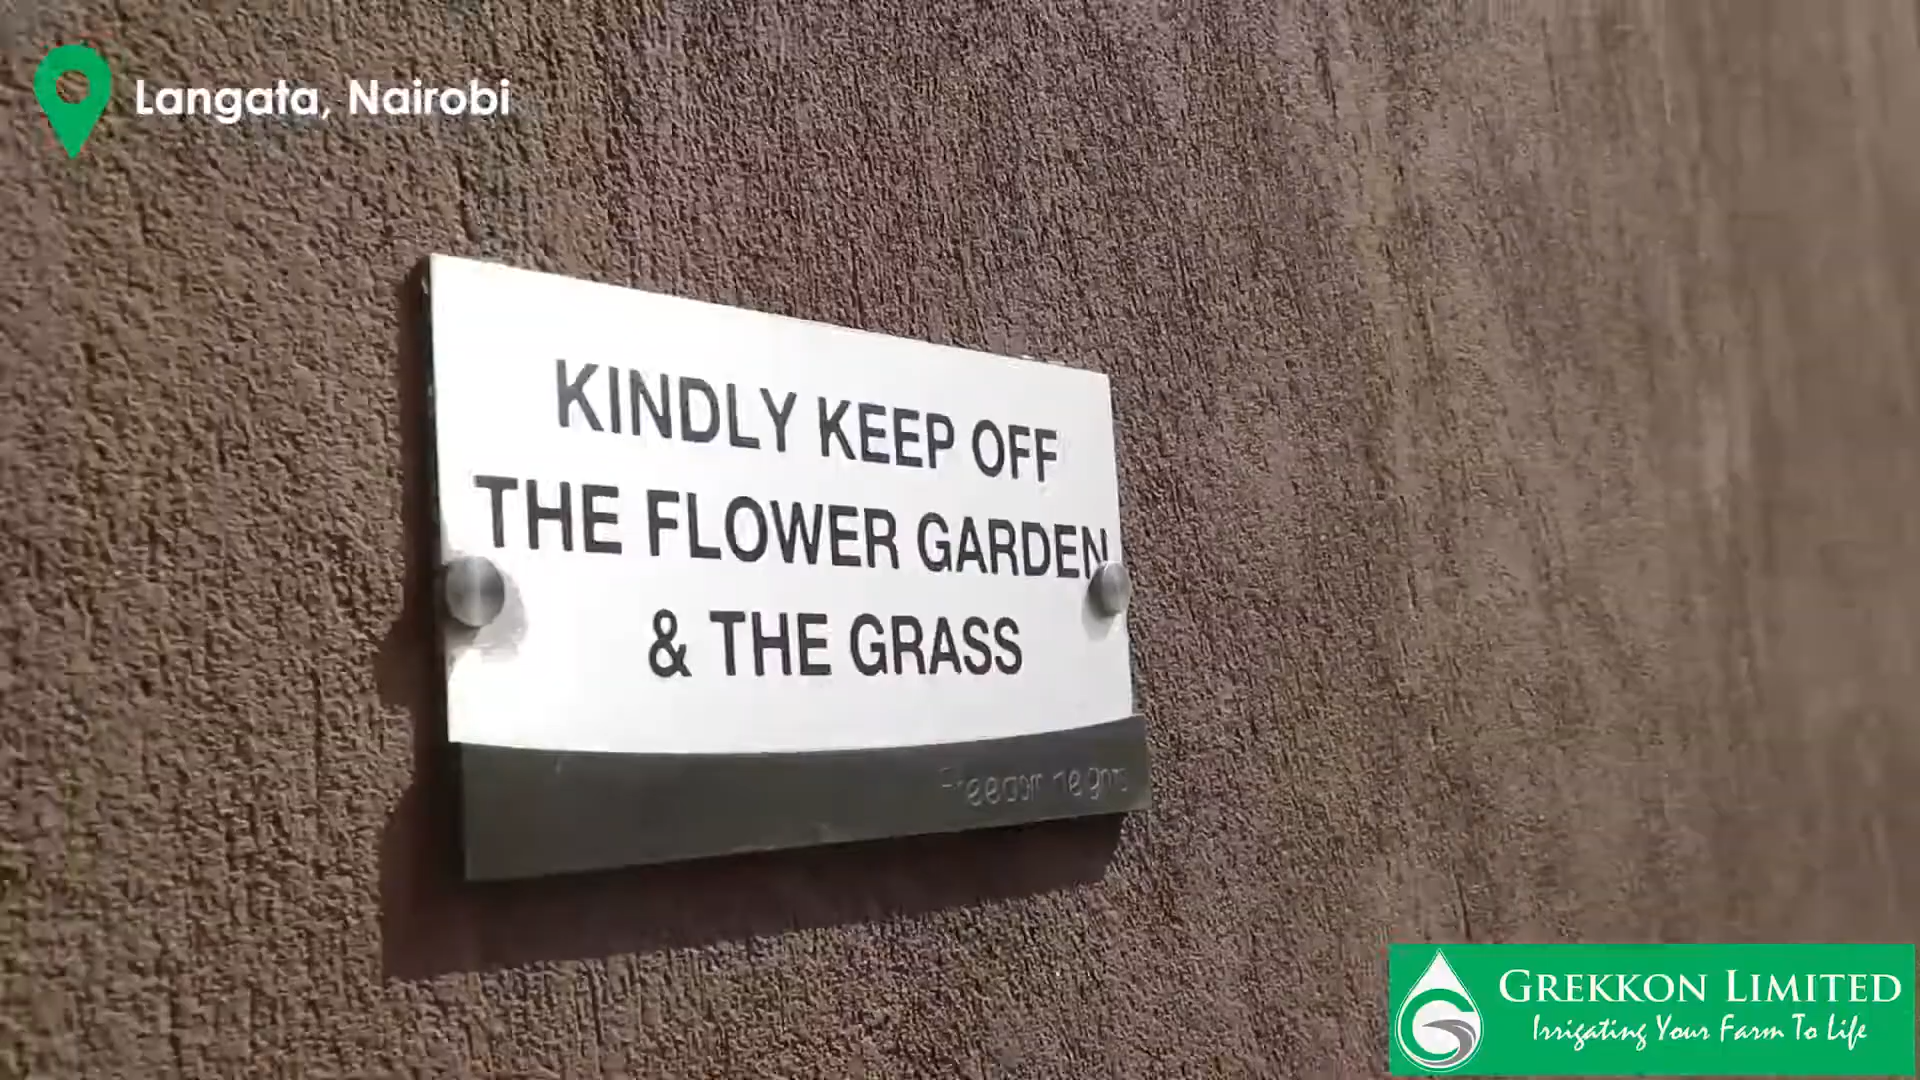 Langata, Nairobi
KINDLY KEEP OFF
THE FLOWER GARDEN
& THE GRASS
GREKKON LIMITED
Irrigating Your Farm To Life